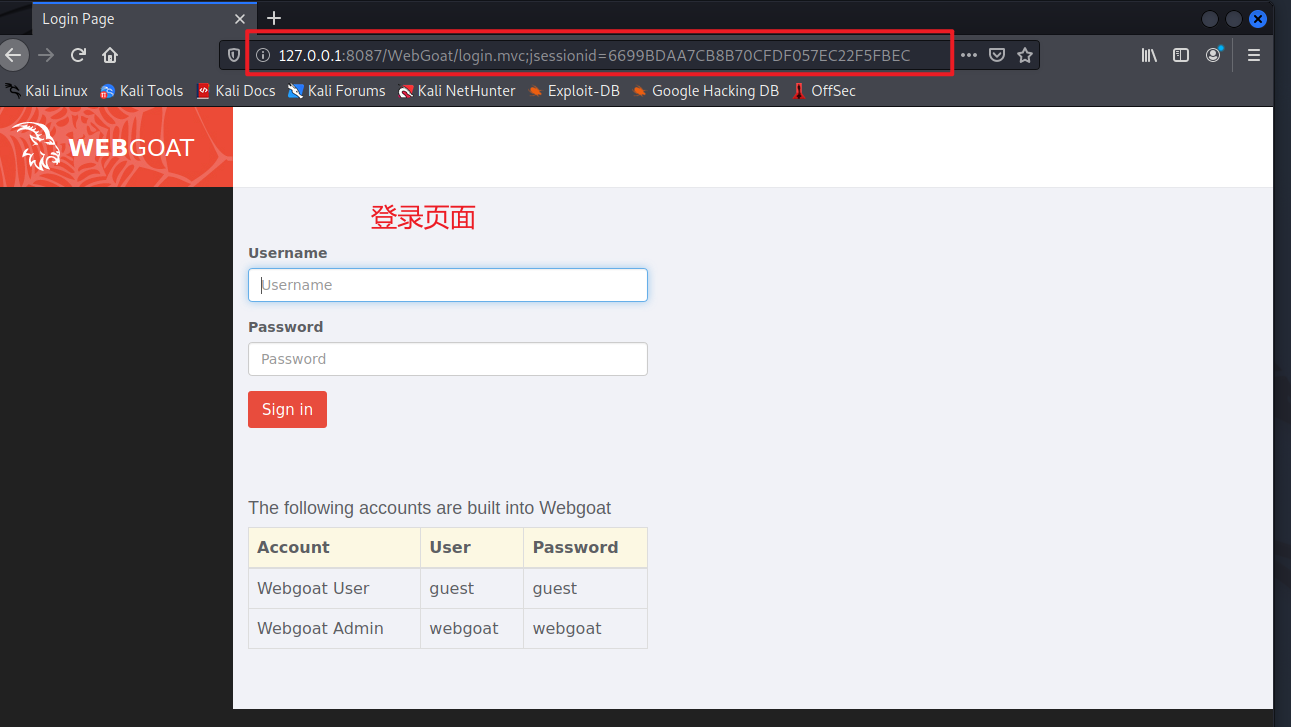 Login Page
127.0.0.1:8087/WebGoat/login.mvc;jsessionid=6699BDAA7CB8B70CFDF057EC22F5FBEC
Kali Linux Kali Tools Kali Docs Kali Forums Kali NetHunter Exploit-DB Google Hacking DB OffSec
WEBGOAT
登录页面
Username
Username
Password
Password
Sign in
The following accounts are built into Webgoat
Account User Password
Webgoat User guest guest
Webgoat Admin webgoat webgoat